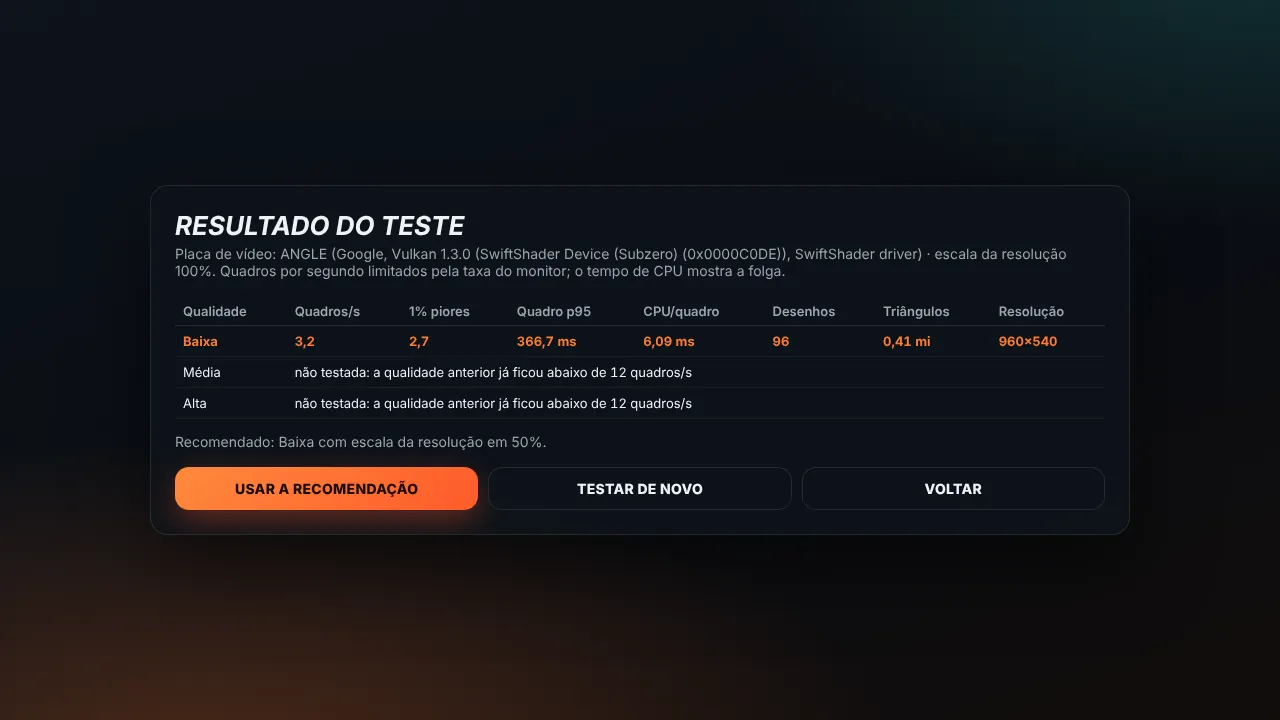 RESULTADO DO TESTE
Placa de vídeo: ANGLE (Google, Vulkan 1.3.0 (SwiftShader Device (Subzero) (0x0000C0DE)), SwiftShader driver) · escala da resolução
100%. Quadros por segundo limitados pela taxa do monitor; o tempo de CPU mostra a folga.
Qualidade Quadros/s 1% piores Quadro p95 CPU/quadro Desenhos Triângulos Resolução
Baixa 3,2 2,7 366,7 ms 6,09 ms 96 0,41 mi 960×540
Média não testada: a qualidade anterior já ficou abaixo de 12 quadros/s
Alta não testada: a qualidade anterior já ficou abaixo de 12 quadros/s
Recomendado: Baixa com escala da resolução em 50%.
USAR A RECOMENDAÇÃO TESTAR DE NOVO VOLTAR